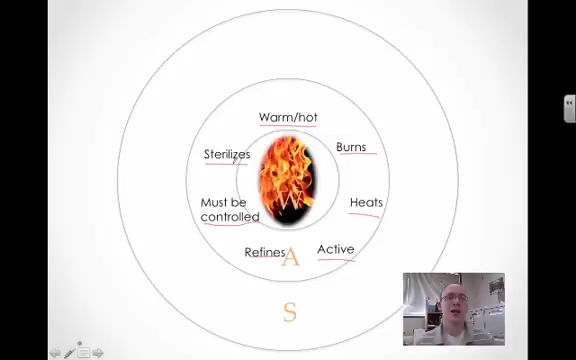 Warm/hot
Sterilizes
Burns
W
Must be
controlled
Heats
Refines
A
Active
S